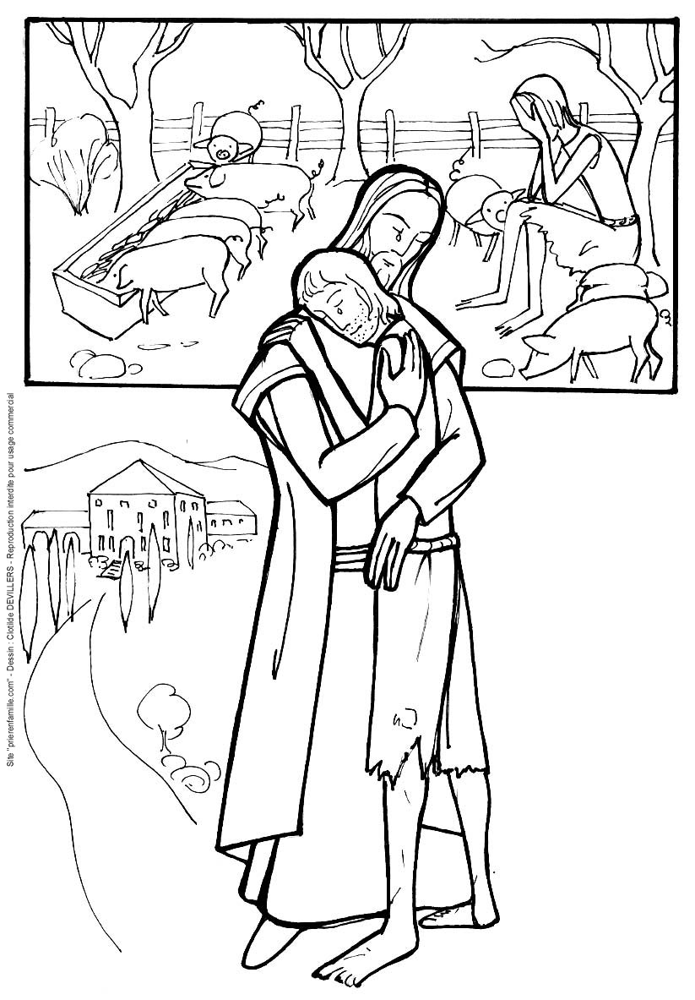 Site "prierenfamille.com" - Dessin : Clotilde DEVILLERS - Reproduction interdite pour usage commercial